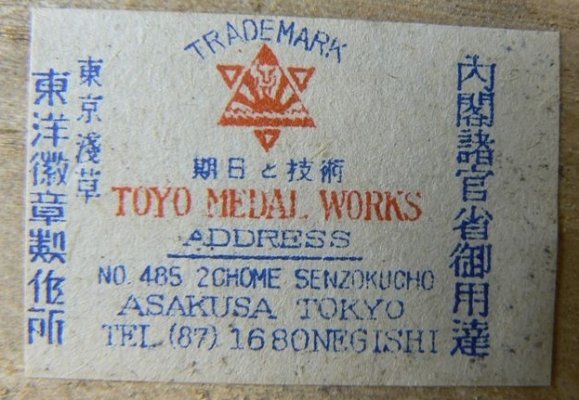 TRADEMARK
內閣諸官省御用達
期日と技術
TOYO MEDAL WORKS
ADDRESS
NO. 485 2CHOME SENZOKUCHO
ASAKUSA TOKYO
TEL (87) 1680NEGISHI
東京淺草
東洋徽章製作所